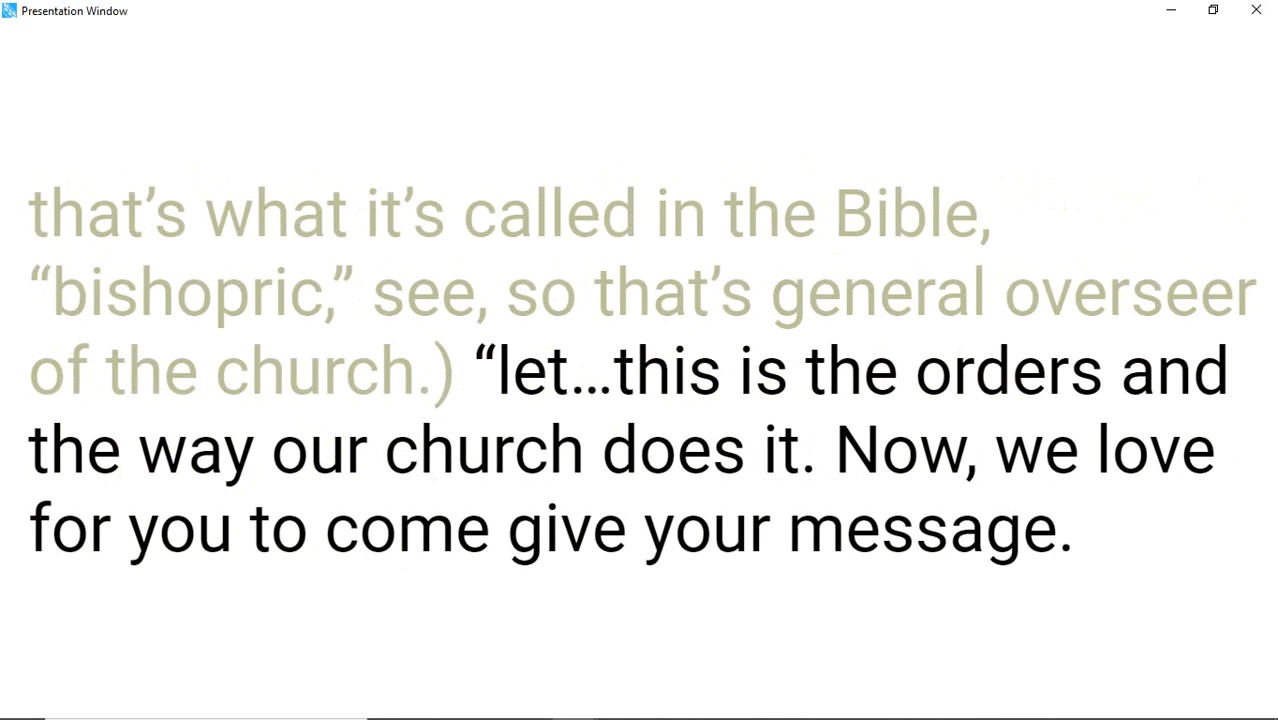 Presentation Window
that’s what it’s called in the Bible,
“bishopric,” see, so that’s general overseer
of the church.) “let…this is the orders and
the way our church does it. Now, we love
for you to come give your message.